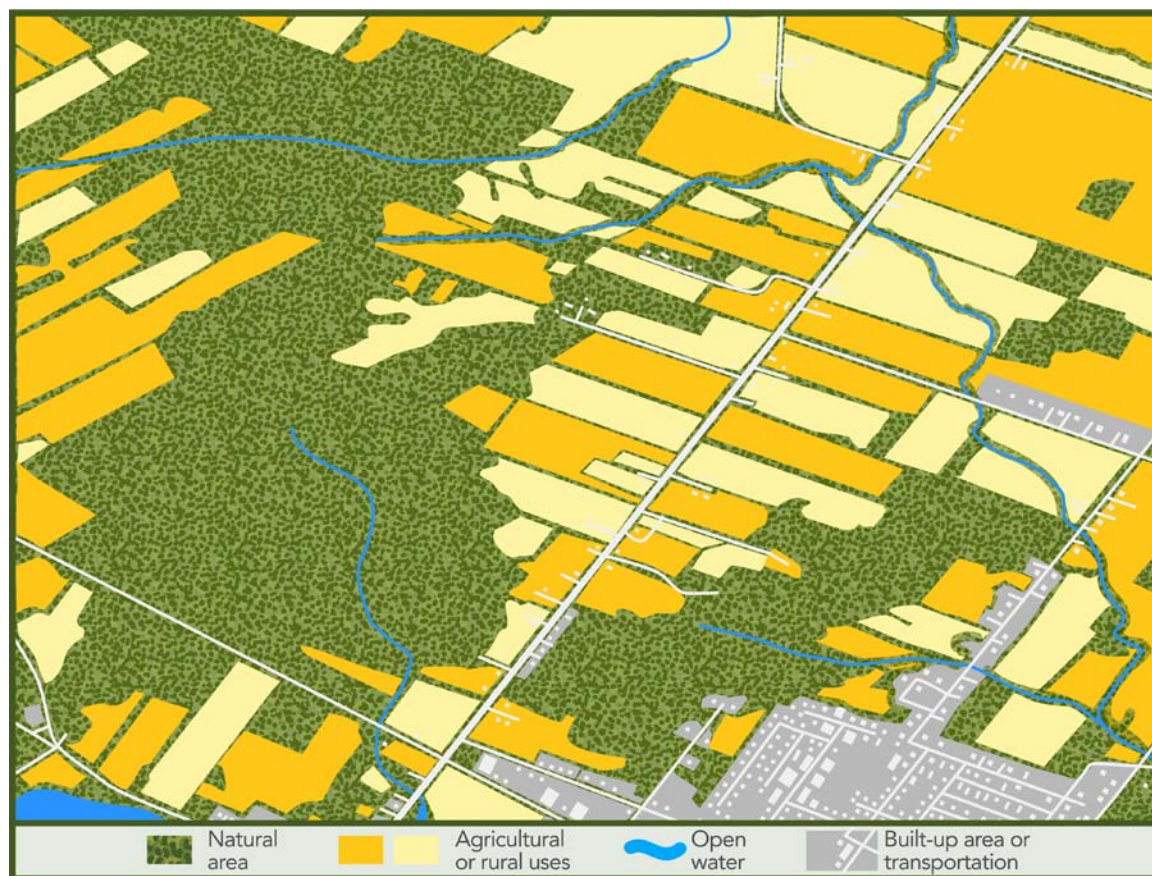 Natural
area
Agricultural
or rural uses
Open
water
Built-up area or
transportation